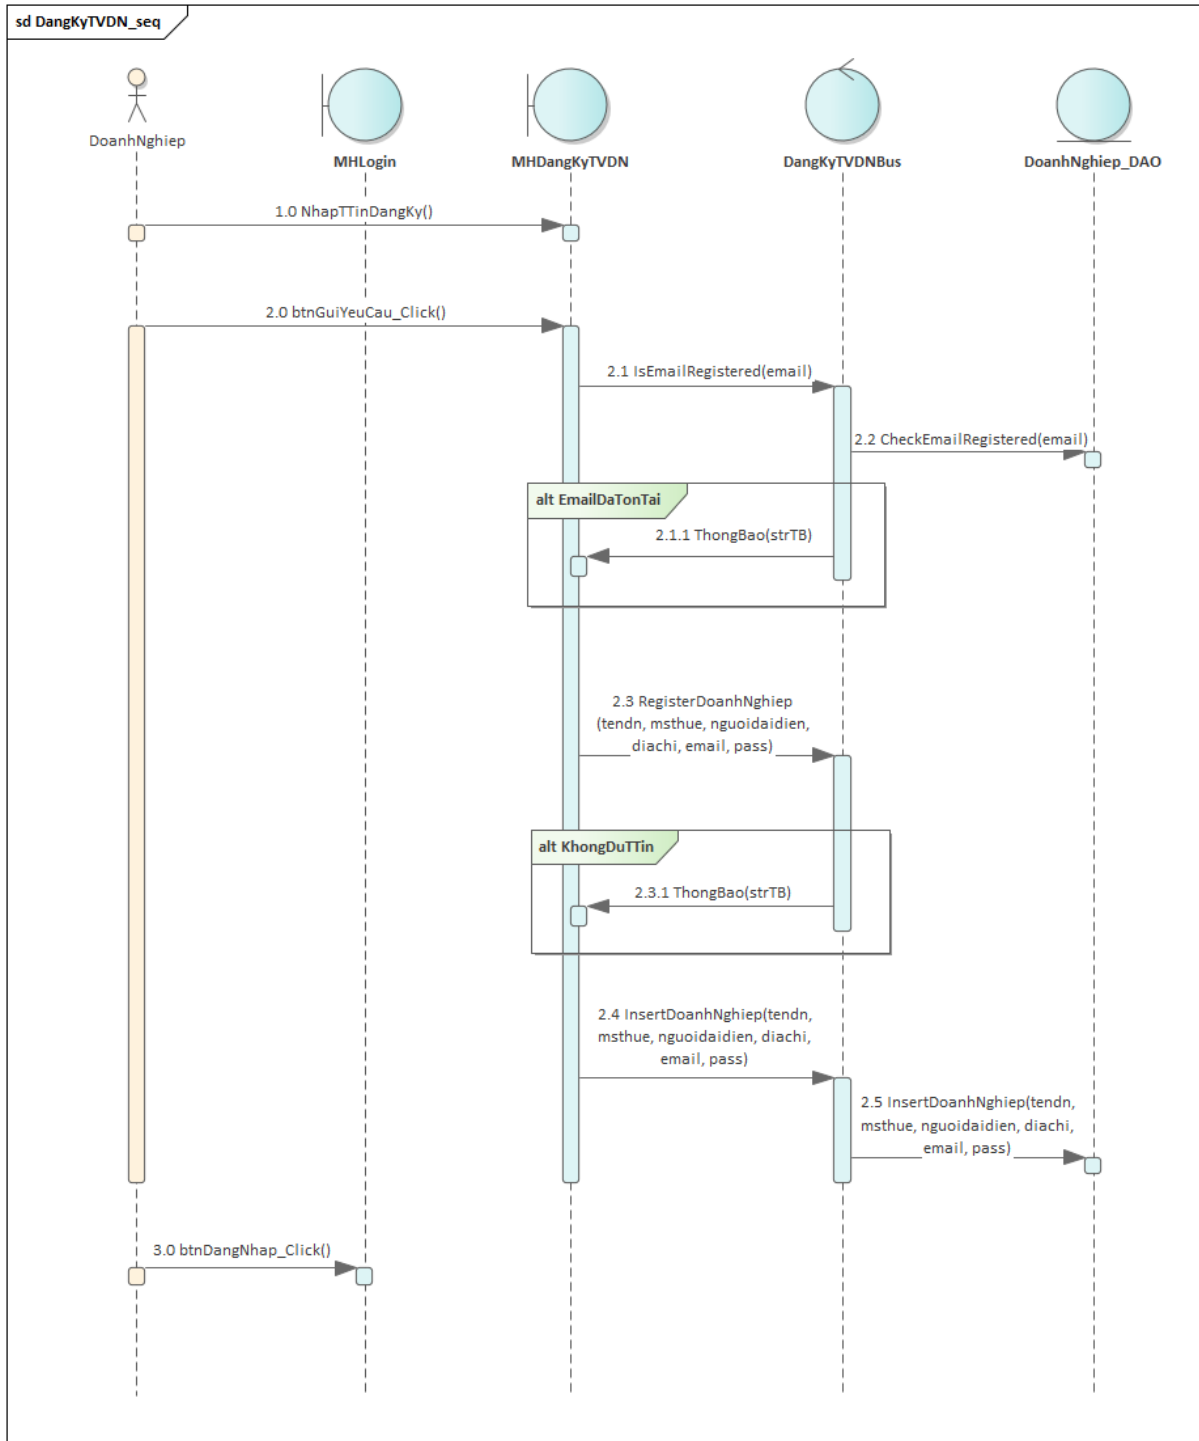 sd DangKyTVDN_seq
DoanhNghiep
MHLogin
MHDangKyTVDN
DangKyTVDNBus
DoanhNghiep_DAO
1.0 NhapTTinDangKy()
2.0 btnGuiYeuCau_Click()
2.1 IsEmailRegistered(email)
2.2 CheckEmailRegistered(email)
alt EmailDaTonTai
2.1.1 ThongBao(strTB)
2.3 RegisterDoanhNghiep
(tendn, msthue, nguoidaidien,
diachi, email, pass)
alt KhongDuTTin
2.3.1 ThongBao(strTB)
2.4 InsertDoanhNghiep(tendn,
msthue, nguoidaidien, diachi,
email, pass)
2.5 InsertDoanhNghiep(tendn,
msthue, nguoidaidien, diachi,
email, pass)
3.0 btnDangNhap_Click()